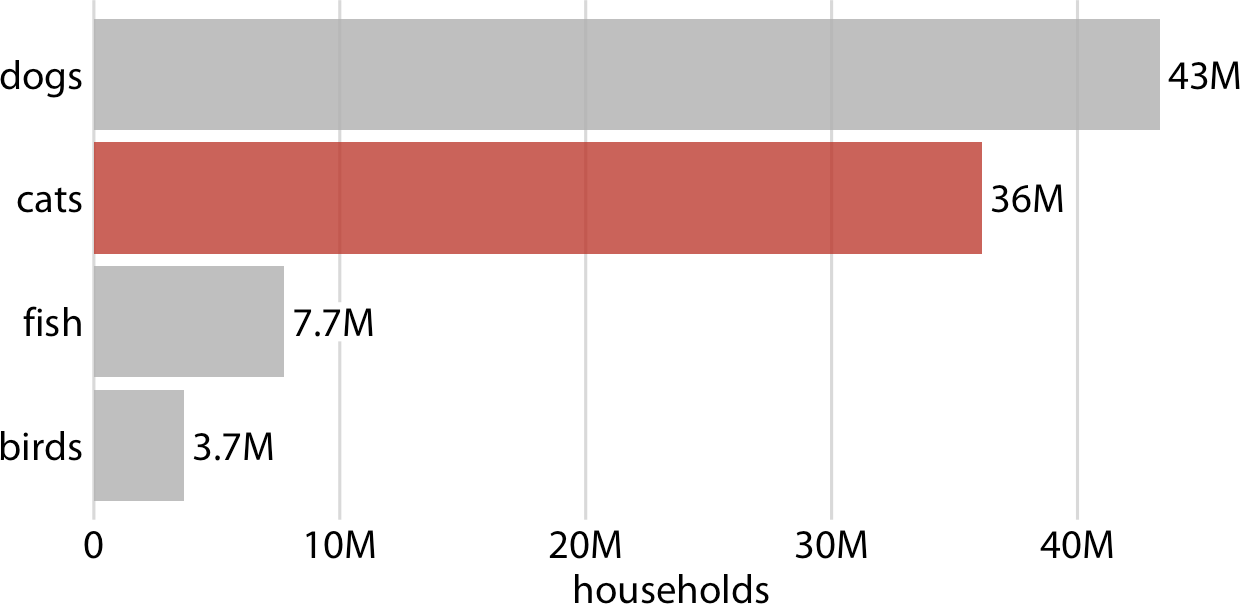 dogs 43M
cats 36M
fish 7.7M
birds 3.7M
0 10M 20M 30M 40M
households